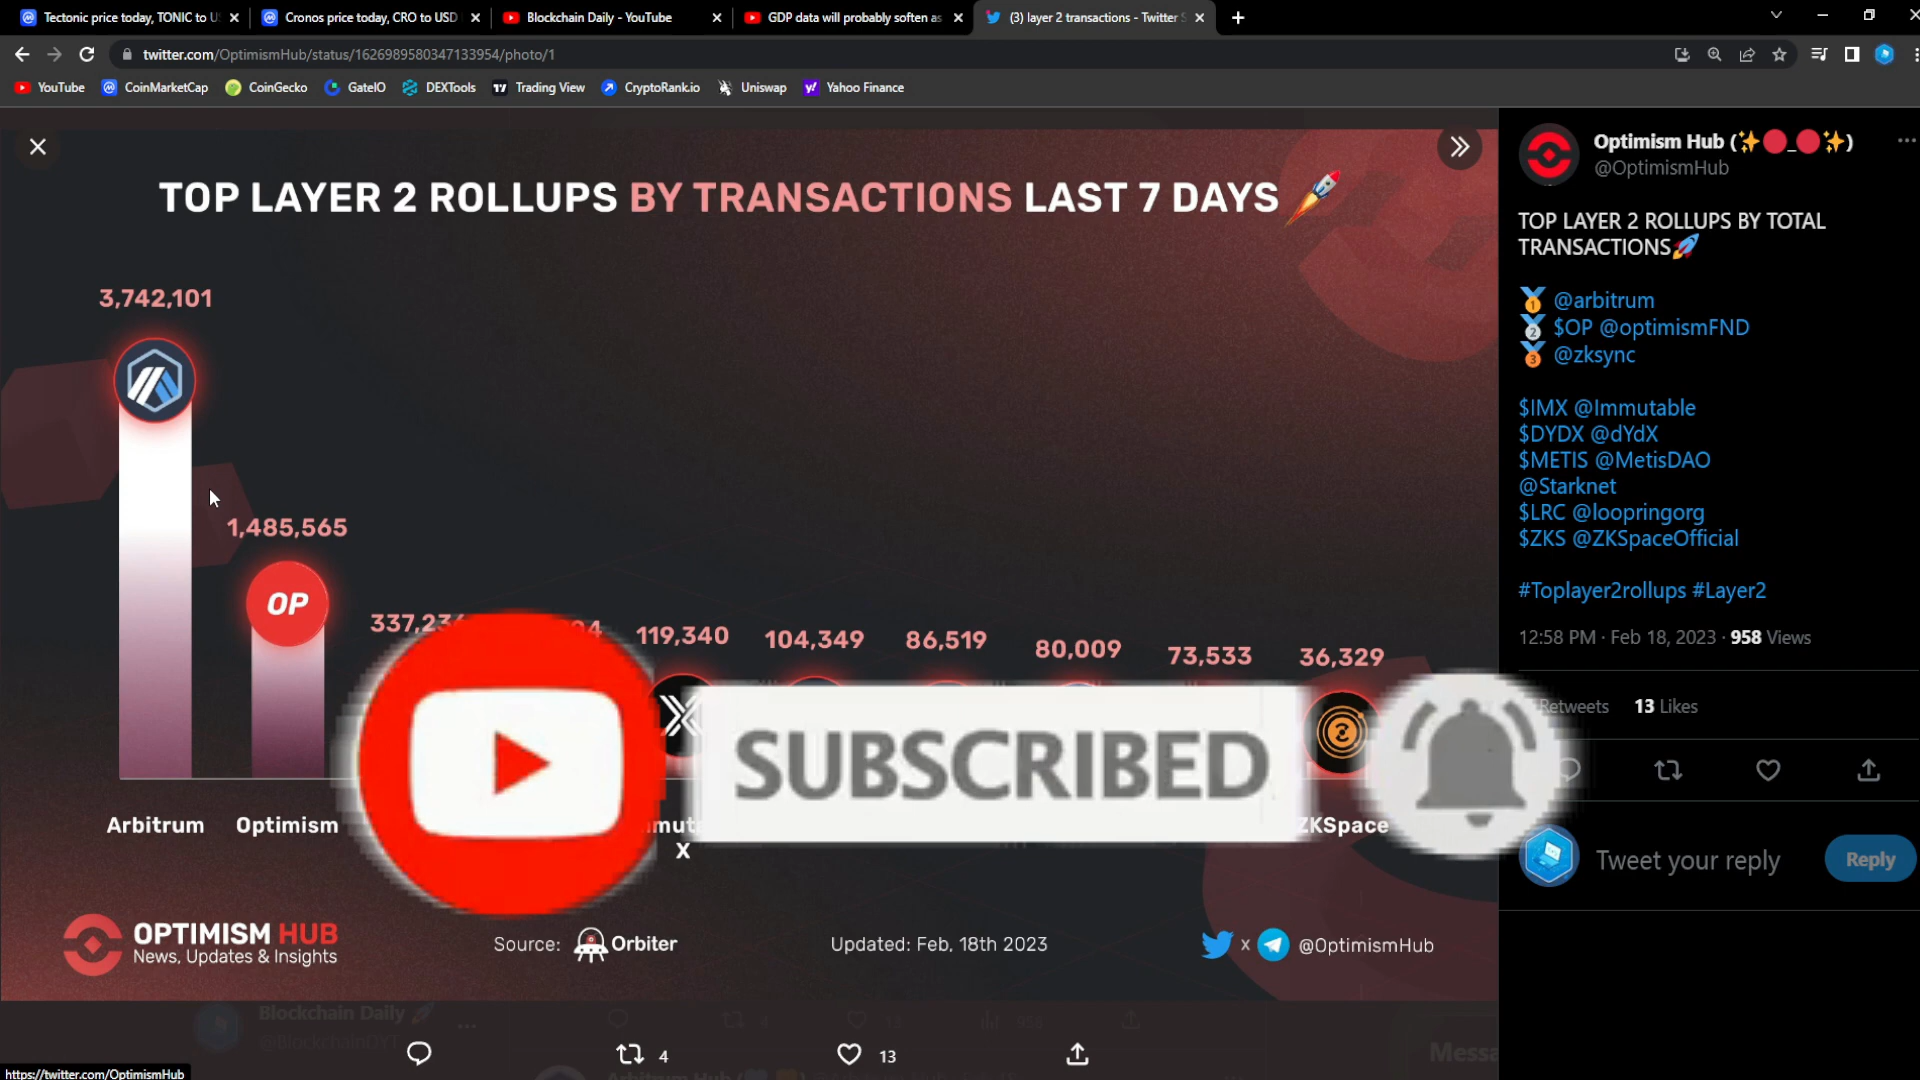 Tectonic price today, TONIC to U
Cronos price today, CRO to USD
Blockchain Daily - YouTube
GDP data will probably soften as
(3) layer 2 transactions - Twitter S
twitter.com/OptimismHub/status/1626989580347133954/photo/1
YouTube
CoinMarketCap
CoinGecko
GateIO
DEXTools
Trading View
CryptoRank.io
Uniswap
Yahoo Finance
TOP LAYER 2 ROLLUPS BY TRANSACTIONS LAST 7 DAYS
3,742,101
1,485,565
OP
119,340
104,349
86,519
80,009
73,533
36,329
SUBSCRIBED
Arbitrum
Optimism
X
ZKSpace
OPTIMISM HUB
News, Updates & Insights
Source:
Orbiter
Updated: Feb, 18th 2023
x
@OptimismHub
Blockchain Daily
4
13
https://twitter.com/OptimismHub
Optimism Hub (✨🔴_🔴✨)
@OptimismHub
TOP LAYER 2 ROLLUPS BY TOTAL
TRANSACTIONS🚀
🥇 @arbitrum
🥈 $OP @optimismFND
🥉 @zksync
$IMX @Immutable
$DYDX @dYdX
$METIS @MetisDAO
@Starknet
$LRC @loopringorg
$ZKS @ZKSpaceOfficial
#Toplayer2rollups #Layer2
12:58 PM · Feb 18, 2023 · 958 Views
Retweets
13 Likes
Tweet your reply
Reply